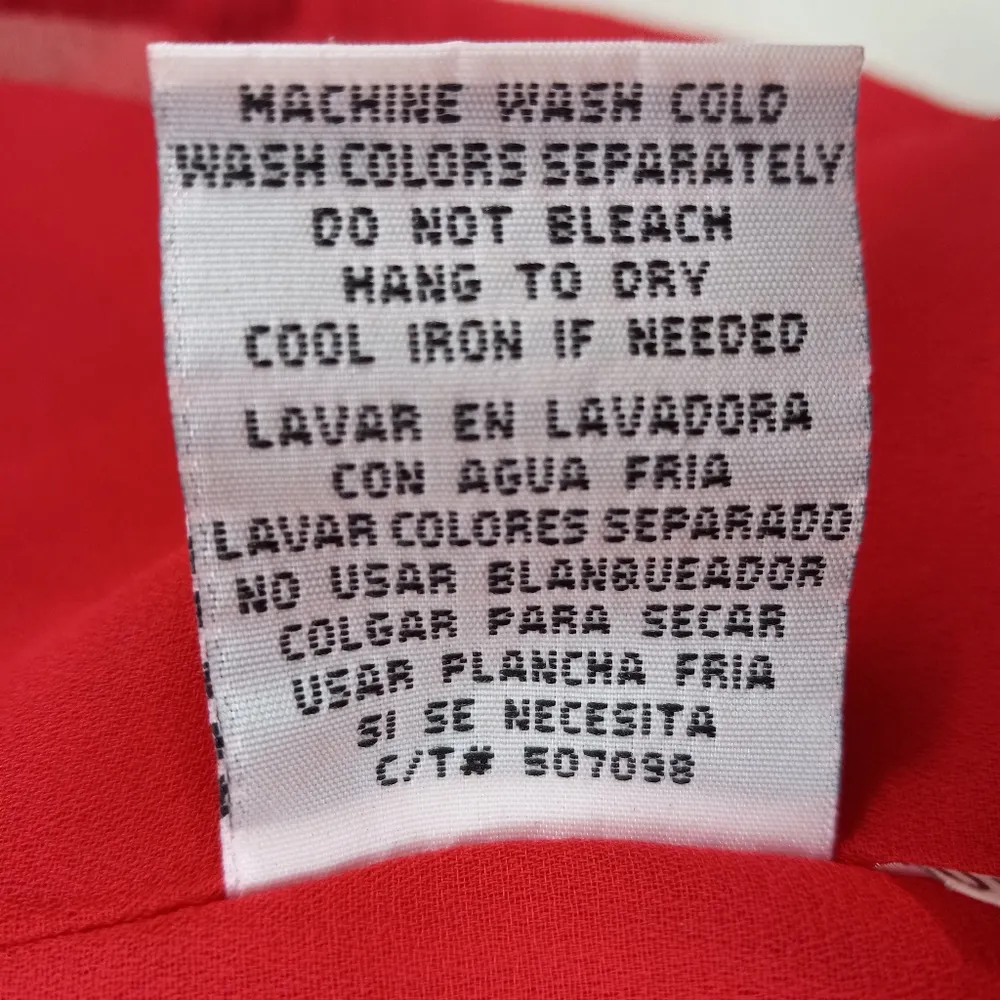 MACHINE WASH COLD
WASH COLORS SEPARATELY
DO NOT BLEACH
HANG TO DRY
COOL IRON IF NEEDED
LAVAR EN LAVADORA
CON AGUA FRIA
LAVAR COLORES SEPARADO
NO USAR BLANQUEADOR
COLGAR PARA SECAR
USAR PLANCHA FRIA
SI SE NECESITA
C/T# 507098